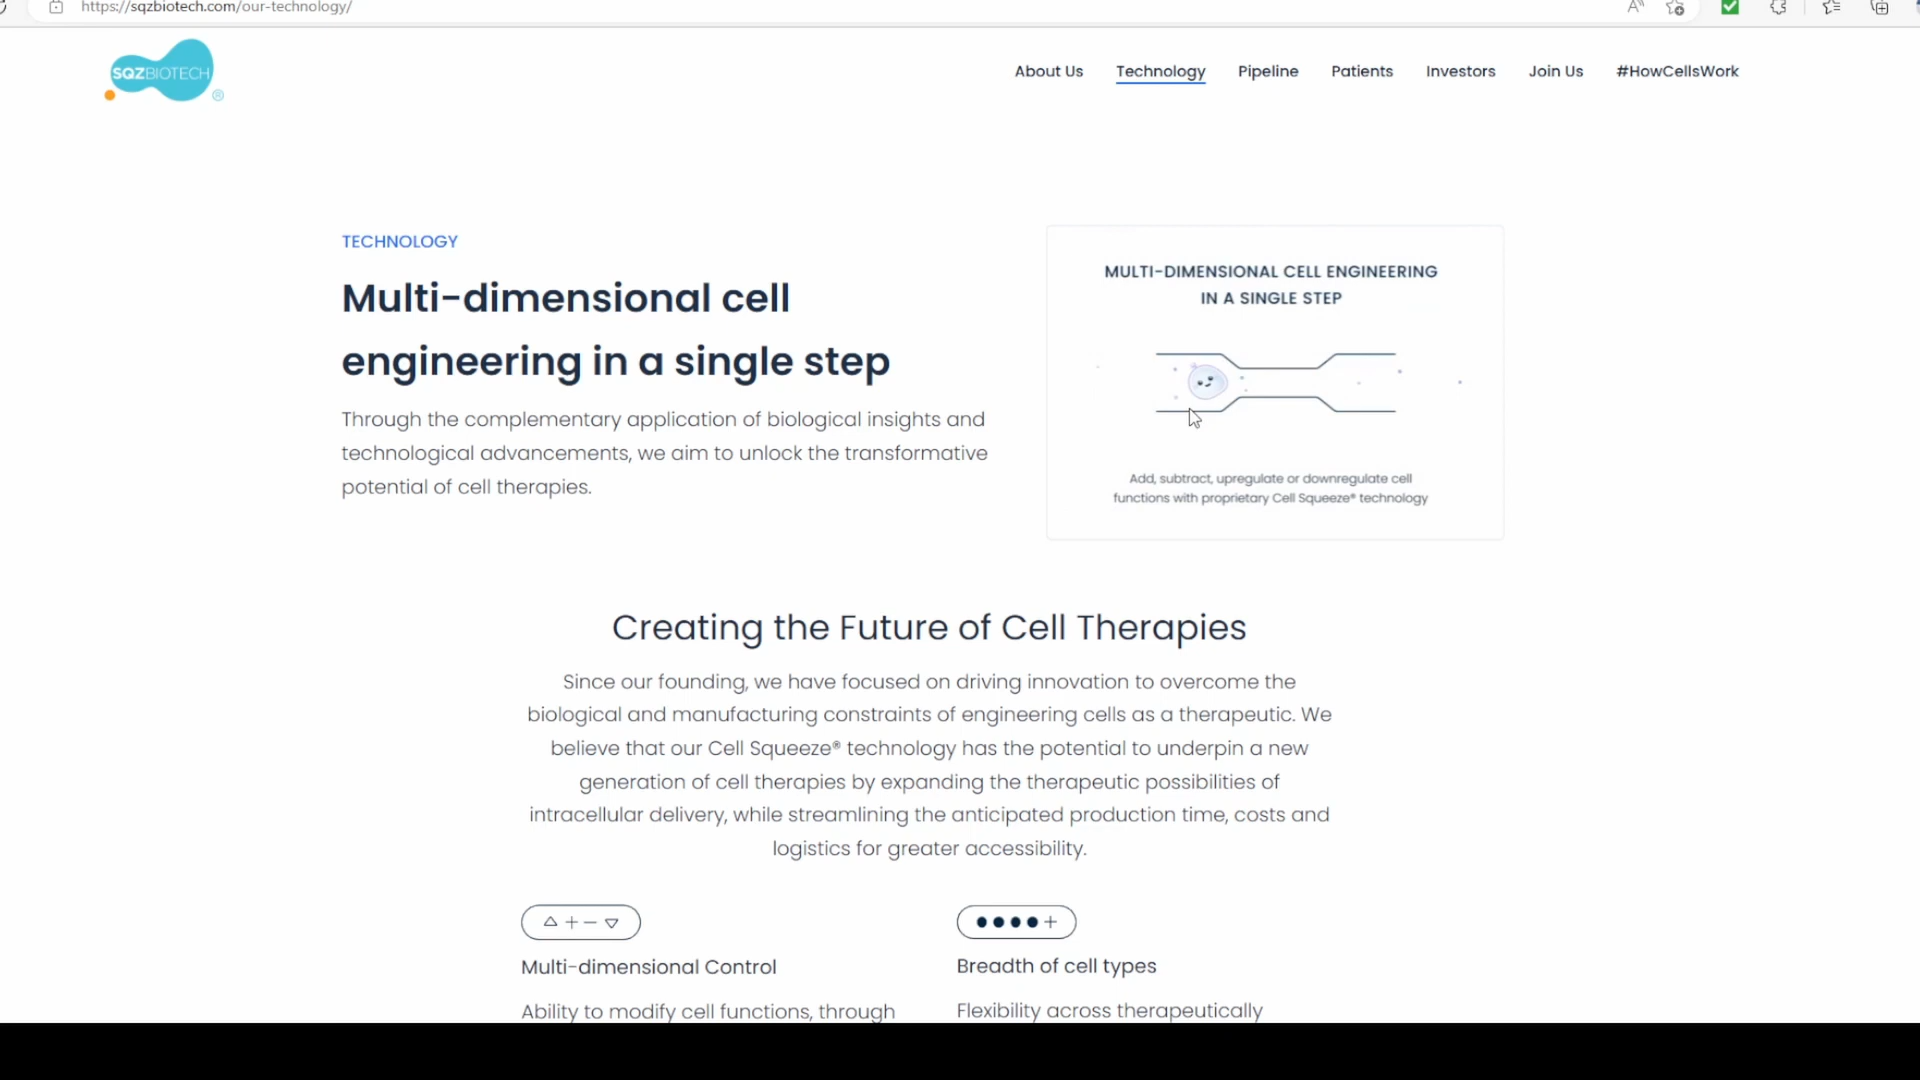 https://sqzbiotech.com/our-technology/
SQZBIOTECH
®
About Us Technology Pipeline Patients Investors Join Us #HowCellsWork
TECHNOLOGY
Multi-dimensional cell
engineering in a single step
Through the complementary application of biological insights and
technological advancements, we aim to unlock the transformative
potential of cell therapies.
MULTI-DIMENSIONAL CELL ENGINEERING
IN A SINGLE STEP
Add, subtract, upregulate or downregulate cell
functions with proprietary Cell Squeeze® technology
Creating the Future of Cell Therapies
Since our founding, we have focused on driving innovation to overcome the
biological and manufacturing constraints of engineering cells as a therapeutic. We
believe that our Cell Squeeze® technology has the potential to underpin a new
generation of cell therapies by expanding the therapeutic possibilities of
intracellular delivery, while streamlining the anticipated production time, costs and
logistics for greater accessibility.
Multi-dimensional Control
Ability to modify cell functions, through
Breadth of cell types
Flexibility across therapeutically